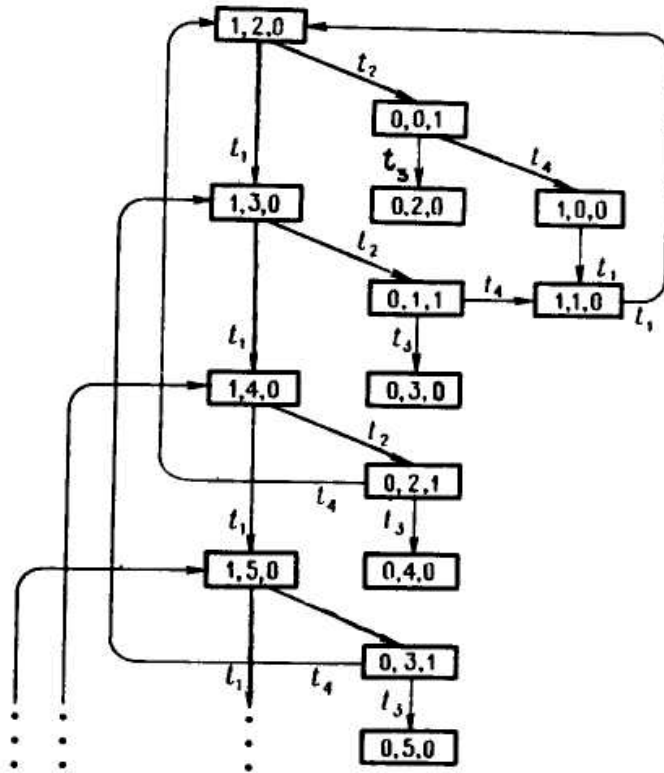 1,2,0
t₂
0,0,1
t₁
t₃
t₄
1,3,0
0,2,0
1,0,0
t₂
t₁
0,1,1
t₄
1,1,0
t₁
t₁
t₃
1,4,0
0,3,0
t₂
0,2,1
t₄
t₁
t₃
1,5,0
0,4,0
0,3,1
t₁
t₄
t₃
0,5,0